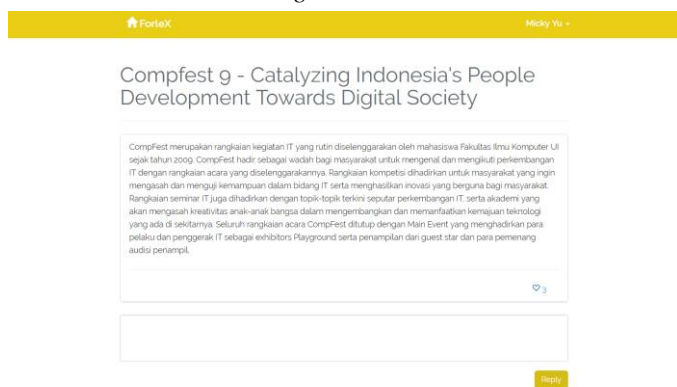 ForleX
Micky Yu
Compfest 9 - Catalyzing Indonesia's People
Development Towards Digital Society
CompFest merupakan rangkaian kegiatan IT yang rutin diselenggarakan oleh mahasiswa Fakultas Ilmu Komputer UI
sejak tahun 2009. CompFest hadir sebagai wadah bagi masyarakat untuk mengenal dan mengikuti perkembangan
IT dengan rangkaian acara yang diselenggarakannya. Rangkaian kompetisi dihadirkan untuk masyarakat yang ingin
mengasah dan menguji kemampuan dalam bidang IT serta menghasilkan inovasi yang berguna bagi masyarakat.
Rangkaian seminar IT juga dihadirkan dengan topik-topik terkini seputar perkembangan IT, serta akademi yang
akan mengasah kreativitas anak-anak bangsa dalam mengembangkan dan memanfaatkan kemajuan teknologi
yang ada di sekitarnya. Seluruh rangkaian acara CompFest ditutup dengan Main Event yang menghadirkan para
pelaku dan penggerak IT sebagai exhibitors Playground serta penampilan dari guest star dan para pemenang
audisi penampil.
3
Reply